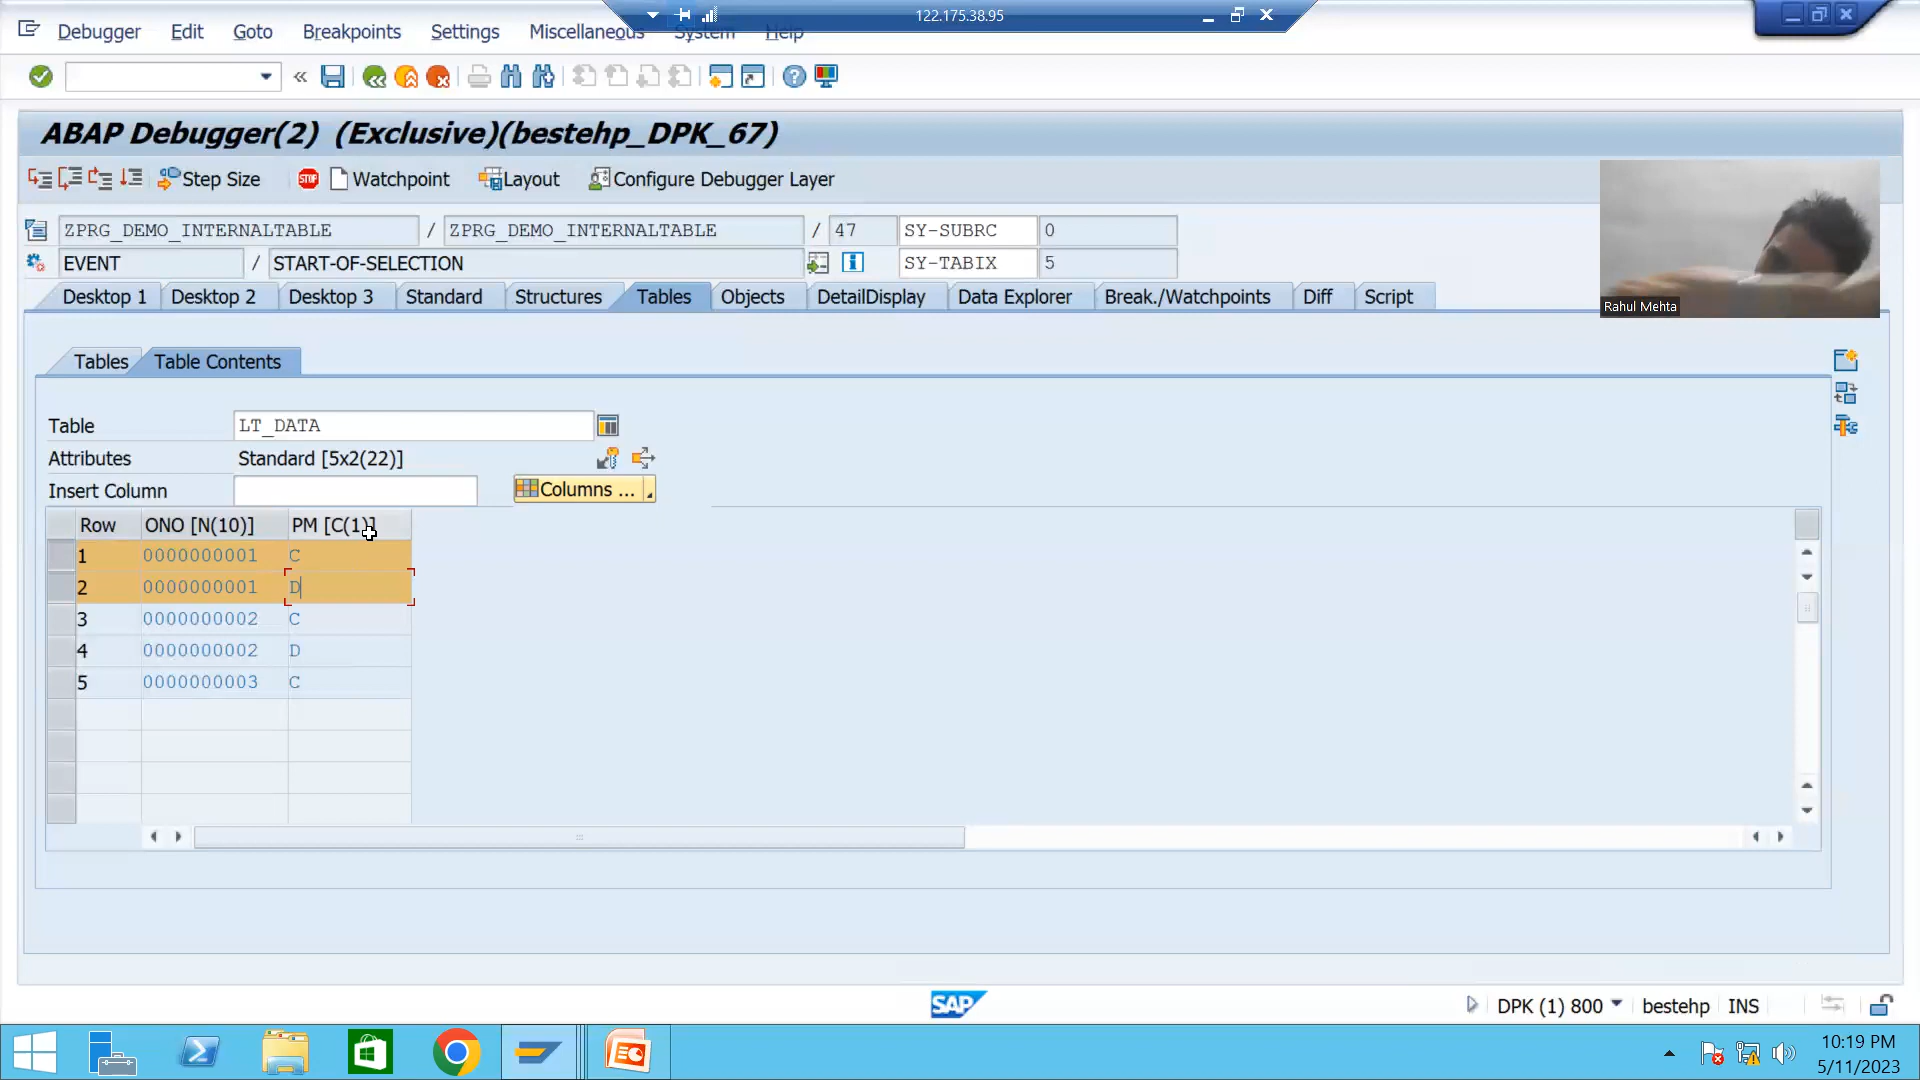 122.175.38.95
Debugger Edit Goto Breakpoints Settings Miscellaneous System Help
ABAP Debugger(2) (Exclusive)(bestehp_DPK_67)
Step Size STOP Watchpoint Layout Configure Debugger Layer
ZPRG_DEMO_INTERNALTABLE / ZPRG_DEMO_INTERNALTABLE / 47 SY-SUBRC 0
EVENT / START-OF-SELECTION SY-TABIX 5
Rahul Mehta
Desktop 1 Desktop 2 Desktop 3 Standard Structures Tables Objects DetailDisplay Data Explorer Break./Watchpoints Diff Script
Tables Table Contents
Table LT_DATA
Attributes Standard [5x2(22)]
Insert Column Columns ...
Row ONO [N(10)] PM [C(1)]
1 0000000001 C
2 0000000001 D
3 0000000002 C
4 0000000002 D
5 0000000003 C
SAP DPK (1) 800 bestehp INS
10:19 PM
5/11/2023